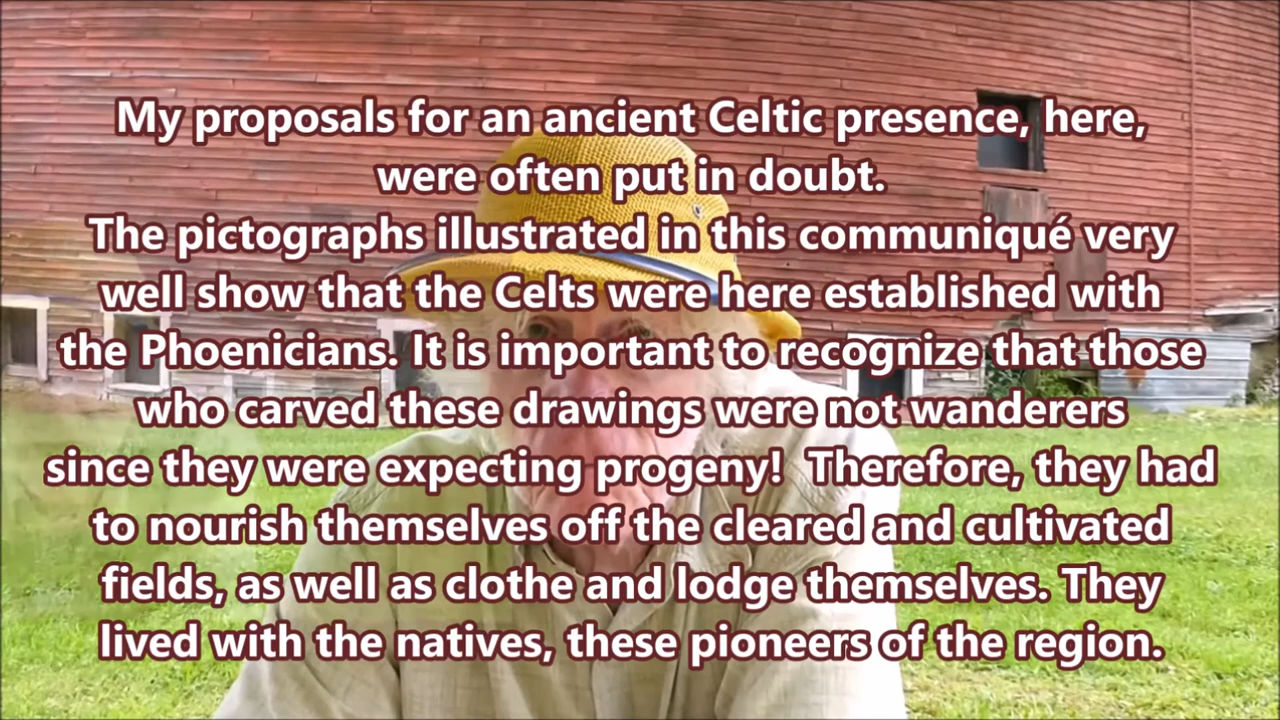 My proposals for an ancient Celtic presence, here,
were often put in doubt.
The pictographs illustrated in this communiqué very
well show that the Celts were here established with
the Phoenicians. It is important to recognize that those
who carved these drawings were not wanderers
since they were expecting progeny!  Therefore, they had
to nourish themselves off the cleared and cultivated
fields, as well as clothe and lodge themselves. They
lived with the natives, these pioneers of the region.